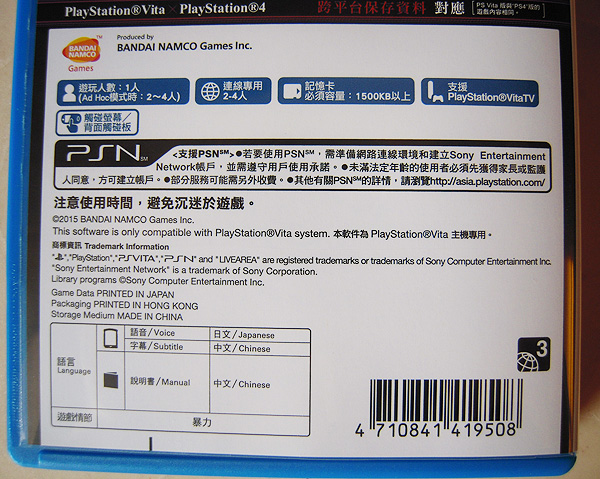 PlayStation®Vita × PlayStation®4 跨平台保存資料 對應 [PS Vita 版與"PS4"版的遊戲內容相同。]
BANDAI NAMCO Games
Produced by
BANDAI NAMCO Games Inc.
遊玩人數：1人
(Ad Hoc模式時：2～4人)
連線專用
2-4人
記憶卡
必須容量：1500KB以上
支援
PlayStation®VitaTV
觸碰螢幕／
背面觸碰板
PSN℠
<支援PSN℠>●若要使用PSN℠，需準備網路連線環境和建立Sony Entertainment
Network帳戶，並需遵守用戶使用承諾。●未滿法定年齡的使用者必須先獲得家長或監護
人同意，方可建立帳戶。●部分服務可能需另外收費。●其他有關PSN℠的詳情，請瀏覽http://asia.playstation.com/
注意使用時間，避免沉迷於遊戲。
©2015 BANDAI NAMCO Games Inc.
This software is only compatible with PlayStation®Vita system. 本軟件為 PlayStation®Vita 主機專用。
商標資訊 Trademark Information
"PS","PlayStation","PSVITA","PSN" and "LIVEAREA" are registered trademarks or trademarks of Sony Computer Entertainment Inc.
"Sony Entertainment Network" is a trademark of Sony Corporation.
Library programs ©Sony Computer Entertainment Inc.
Game Data PRINTED IN JAPAN
Packaging PRINTED IN HONG KONG
Storage Medium MADE IN CHINA
語言
Language
語音/Voice 日文/Japanese
字幕/Subtitle 中文/Chinese
說明書/Manual 中文/Chinese
遊戲情節 暴力
3
4 710841 419508